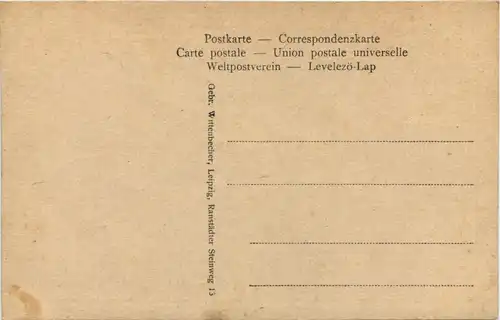 Postkarte — Correspondenzkarte
Carte postale — Union postale universelle
Weltpostverein — Levelezö-Lap
Gebr. Wittenbecher, Leipzig, Ranstädter Steinweg 13